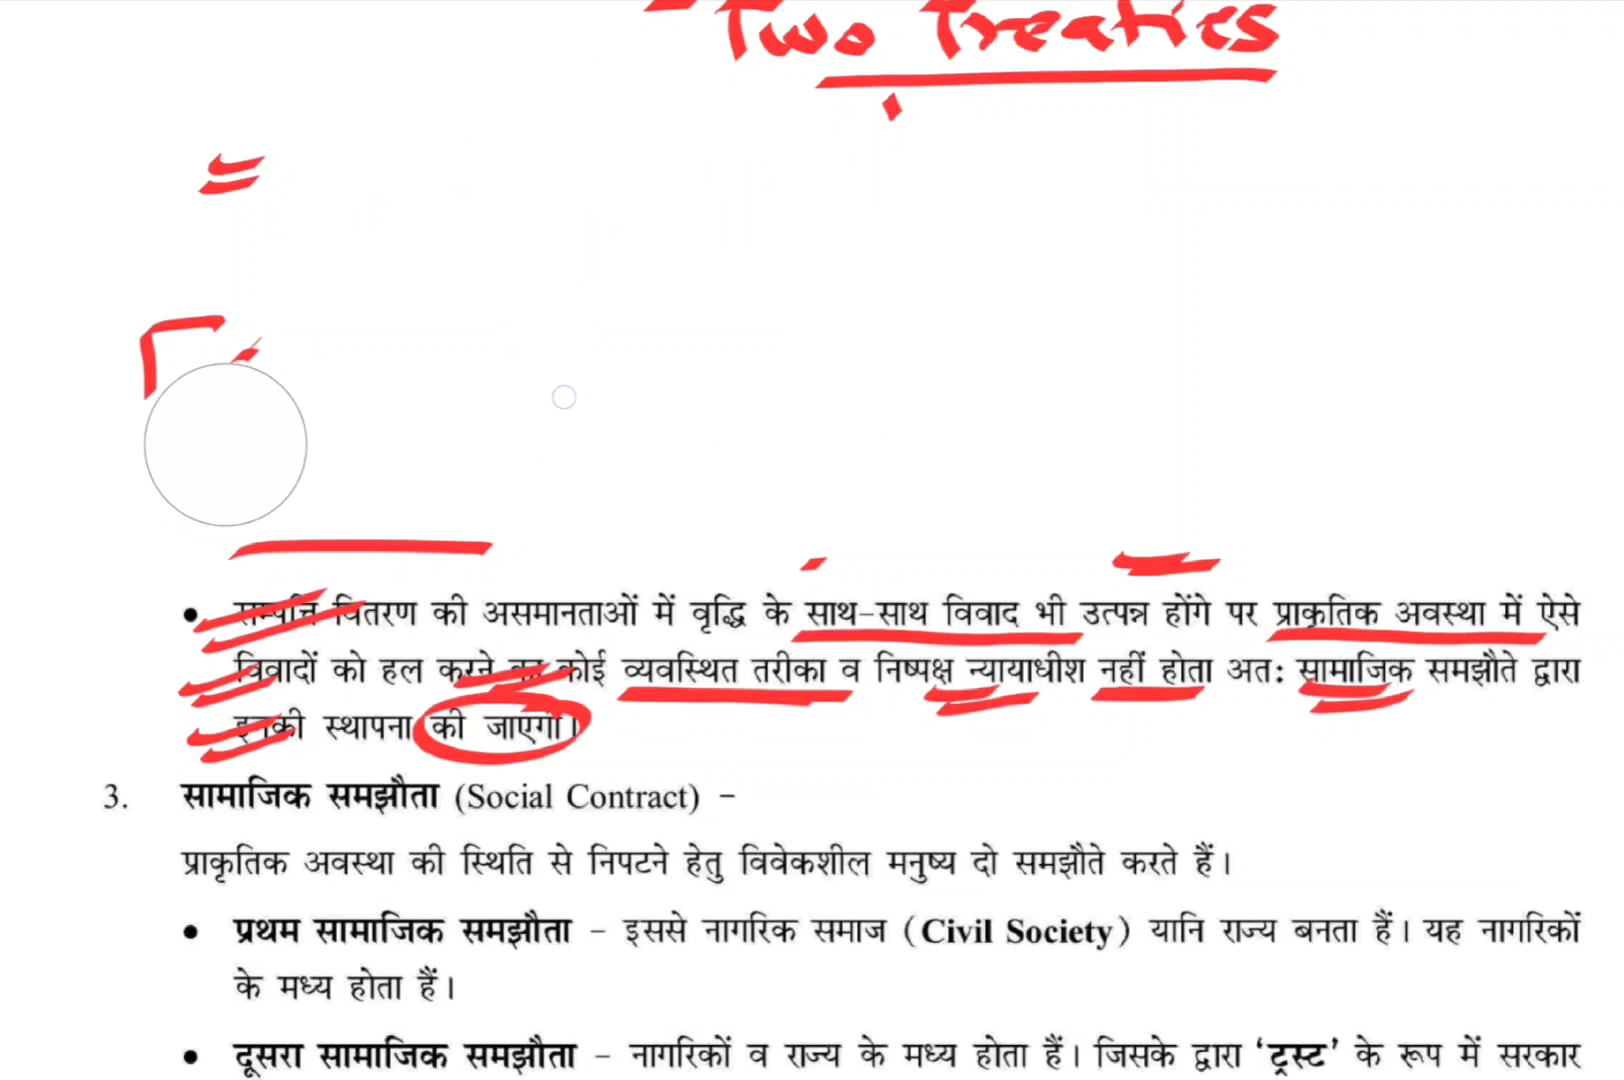 Two Treaties
• सम्पत्ति वितरण की असमानताओं में वृद्धि के साथ-साथ विवाद भी उत्पन्न होंगे पर प्राकृतिक अवस्था में ऐसे
विवादों को हल करने का कोई व्यवस्थित तरीका व निष्पक्ष न्यायाधीश नहीं होता अत: सामाजिक समझौते द्वारा
इनकी स्थापना की जाएगी।
3. सामाजिक समझौता (Social Contract) –
प्राकृतिक अवस्था की स्थिति से निपटने हेतु विवेकशील मनुष्य दो समझौते करते हैं।
• प्रथम सामाजिक समझौता – इससे नागरिक समाज (Civil Society) यानि राज्य बनता हैं। यह नागरिकों
के मध्य होता हैं।
• दूसरा सामाजिक समझौता – नागरिकों व राज्य के मध्य होता हैं। जिसके द्वारा ‘ट्रस्ट’ के रूप में सरकार